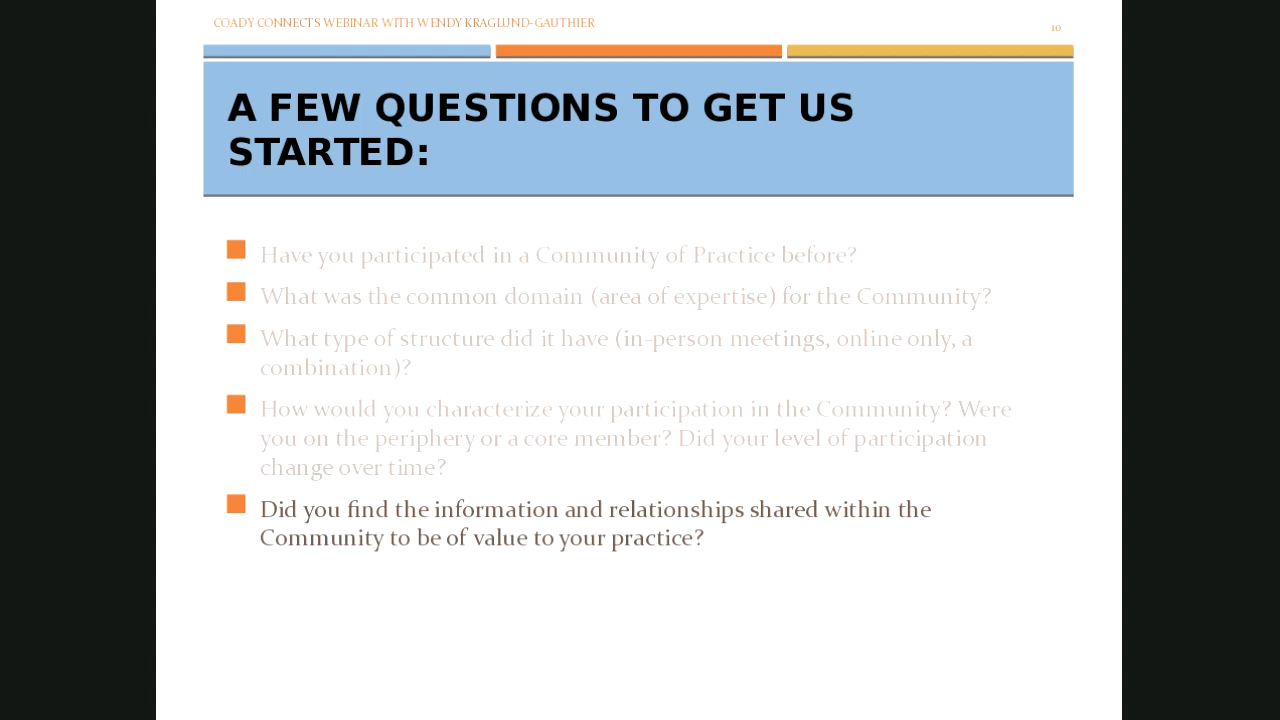 COADY CONNECTS WEBINAR WITH WENDY KRAGLUND-GAUTHIER
10
A FEW QUESTIONS TO GET US
STARTED:
Have you participated in a Community of Practice before?
What was the common domain (area of expertise) for the Community?
What type of structure did it have (in-person meetings, online only, a
combination)?
How would you characterize your participation in the Community? Were
you on the periphery or a core member? Did your level of participation
change over time?
Did you find the information and relationships shared within the
Community to be of value to your practice?